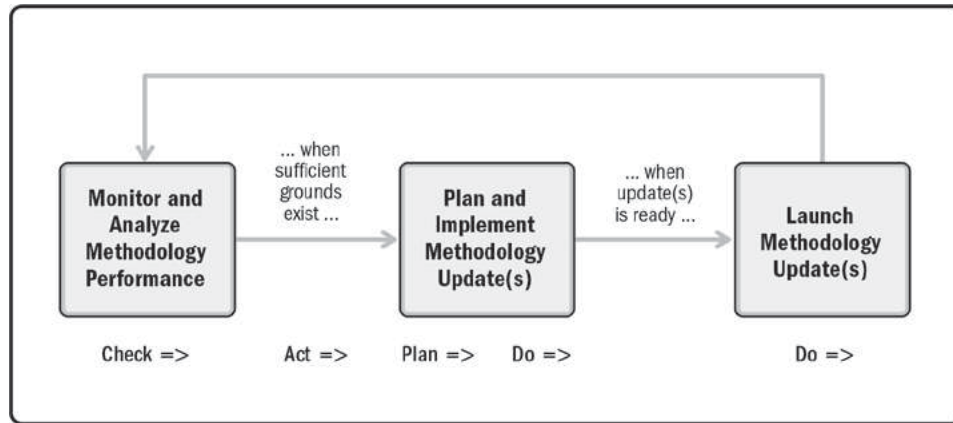 ... when
sufficient
grounds
exist ...
... when
update(s)
is ready ...
Monitor and
Analyze
Methodology
Performance
Plan and
Implement
Methodology
Update(s)
Launch
Methodology
Update(s)
Check =>
Act =>
Plan =>
Do =>
Do =>